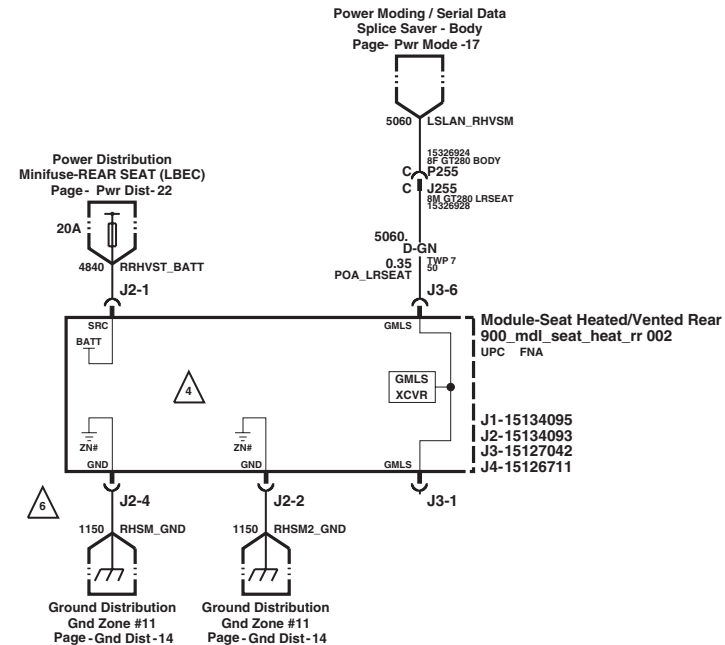 Power Moding / Serial Data
Splice Saver - Body
Page- Pwr Mode -17
5060 LSLAN_RHVSM
15326924
8F GT280 BODY
C P255
C J255
8M GT280 LRSEAT
15326928
Power Distribution
Minifuse-REAR SEAT (LBEC)
Page - Pwr Dist- 22
20A
4840 RRHVST_BATT
J2-1
5060.
D-GN
0.35 TWP 7
50
POA_LRSEAT
J3-6
SRC
BATT
GMLS
Module-Seat Heated/Vented Rear
900_mdl_seat_heat_rr 002
UPC FNA
4
GMLS
XCVR
J1-15134095
J2-15134093
J3-15127042
J4-15126711
ZN#
GND
ZN#
GND
GMLS
6
J2-4
J2-2
J3-1
1150 RHSM_GND
1150 RHSM2_GND
Ground Distribution
Gnd Zone #11
Page - Gnd Dist - 14
Ground Distribution
Gnd Zone #11
Page - Gnd Dist - 14